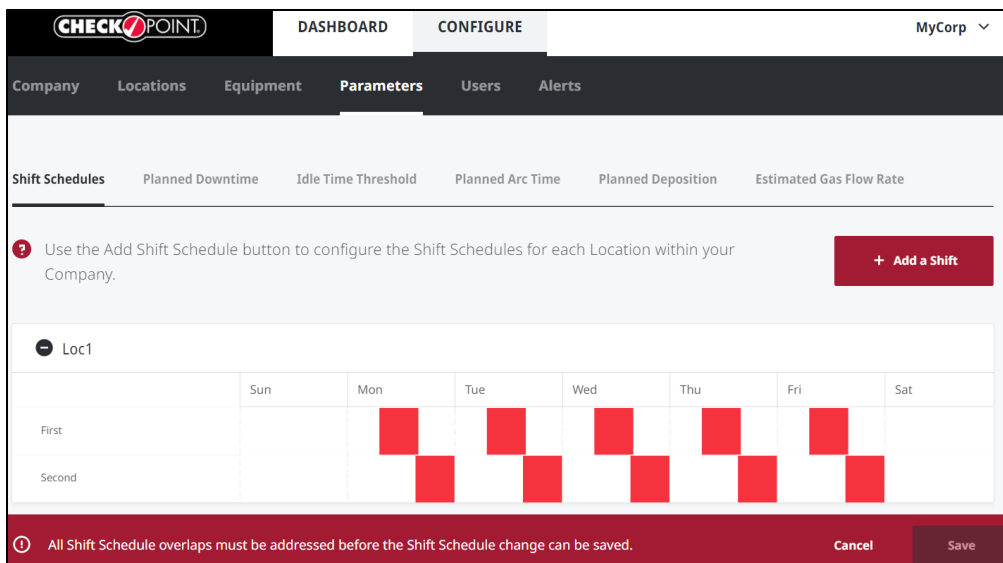 CHECK POINT.
DASHBOARD
CONFIGURE
MyCorp
Company
Locations
Equipment
Parameters
Users
Alerts
Shift Schedules
Planned Downtime
Idle Time Threshold
Planned Arc Time
Planned Deposition
Estimated Gas Flow Rate
? Use the Add Shift Schedule button to configure the Shift Schedules for each Location within your
Company.
+ Add a Shift
Loc1
Sun
Mon
Tue
Wed
Thu
Fri
Sat
First
Second
All Shift Schedule overlaps must be addressed before the Shift Schedule change can be saved.
Cancel
Save